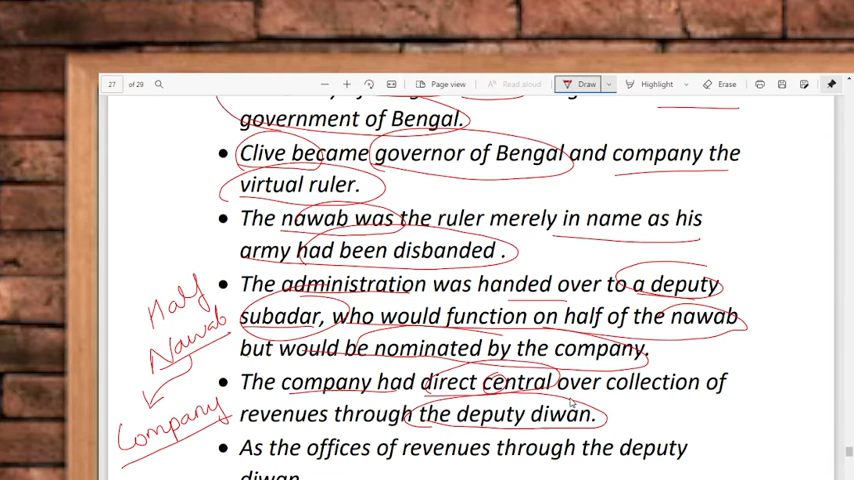 27 of 29 Page view Read aloud Draw Highlight Erase
government of Bengal.
• Clive became governor of Bengal and company the
virtual ruler.
• The nawab was the ruler merely in name as his
army had been disbanded .
• The administration was handed over to a deputy
subadar, who would function on half of the nawab
but would be nominated by the company.
• The company had direct central over collection of
revenues through the deputy diwan.
• As the offices of revenues through the deputy
diwan
Half
Nawab
Company